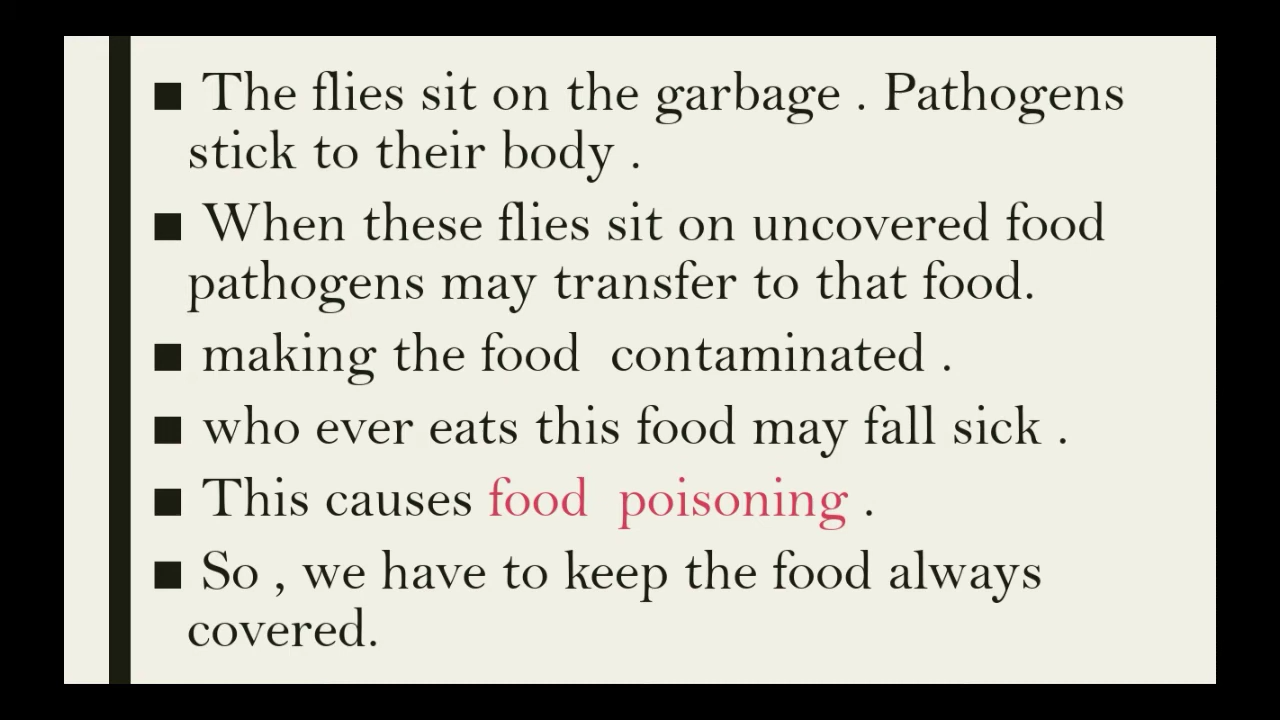 ■ The flies sit on the garbage . Pathogens
stick to their body .
■ When these flies sit on uncovered food
pathogens may transfer to that food.
■ making the food  contaminated .
■ who ever eats this food may fall sick .
■ This causes food  poisoning .
■ So , we have to keep the food always
covered.